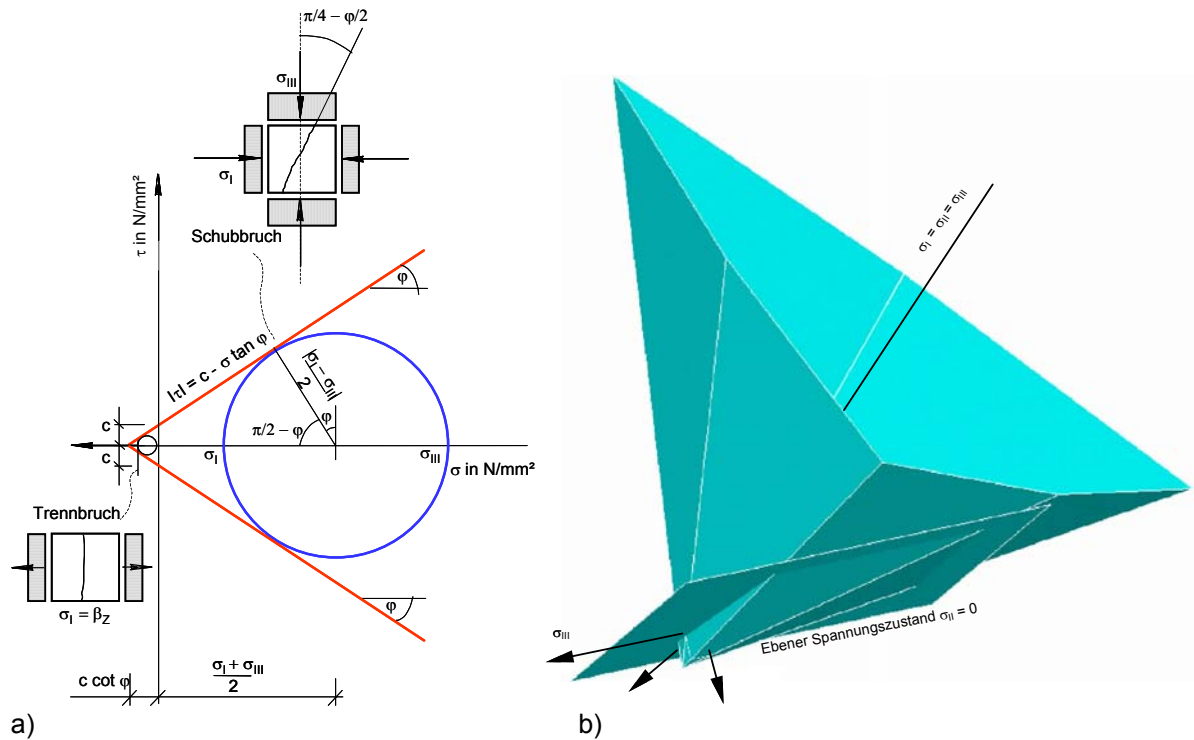 π/4 – φ/2
σIII
σI
τ in N/mm²
Schubbruch
φ
|τ| = c - σ tan φ
σI – σIII
2
c
c
π/2 – φ
φ
σI
σIII
σ in N/mm²
Trennbruch
σI = βZ
φ
c cot φ
σI + σIII
2
a)
σI = σII = σIII
Ebener Spannungszustand σII = 0
σIII
b)